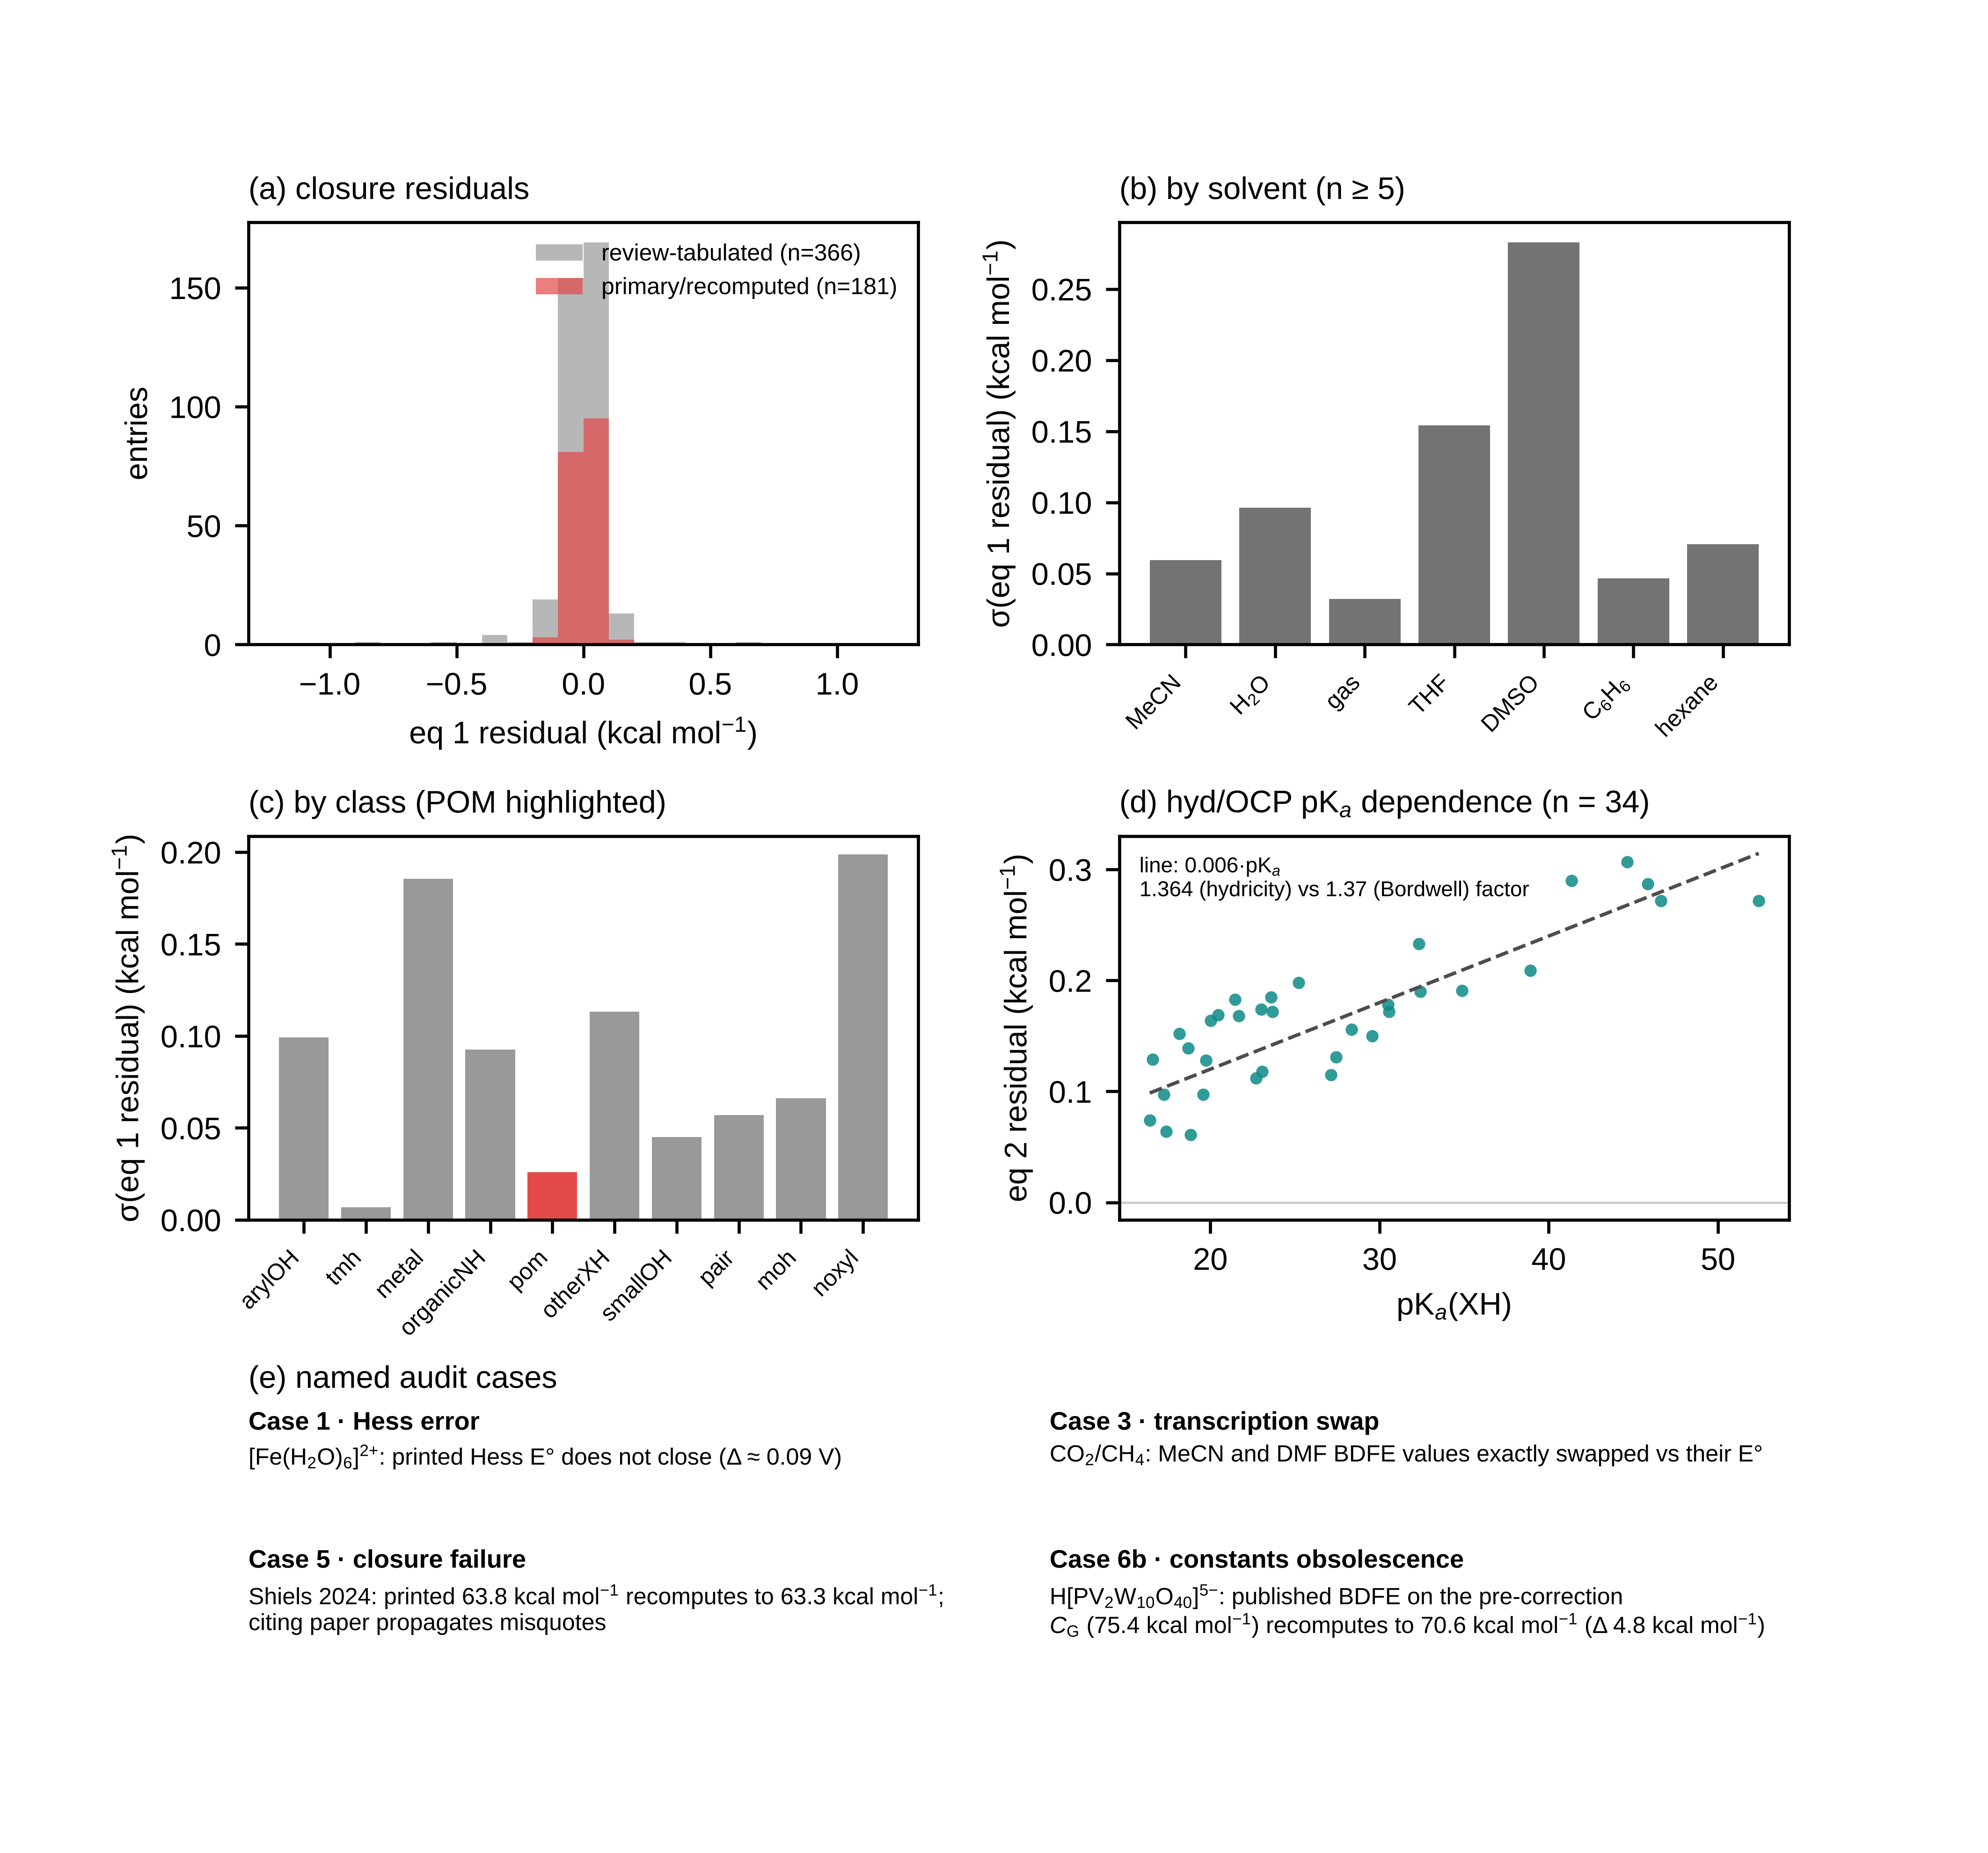 (a) closure residuals
review-tabulated (n=366)
primary/recomputed (n=181)
entries
150
100
50
0
−1.0 −0.5 0.0 0.5 1.0
eq 1 residual (kcal mol⁻¹)
(b) by solvent (n ≥ 5)
σ(eq 1 residual) (kcal mol⁻¹)
0.25
0.20
0.15
0.10
0.05
0.00
MeCN H₂O gas THF DMSO C₆H₆ hexane
(c) by class (POM highlighted)
σ(eq 1 residual) (kcal mol⁻¹)
0.20
0.15
0.10
0.05
0.00
arylOH tmh metal organicNH pom otherXH smallOH pair moh noxyl
(d) hyd/OCP pKₐ dependence (n = 34)
line: 0.006·pKₐ
1.364 (hydricity) vs 1.37 (Bordwell) factor
eq 2 residual (kcal mol⁻¹)
0.3
0.2
0.1
0.0
20 30 40 50
pKₐ(XH)
(e) named audit cases
Case 1 · Hess error
[Fe(H₂O)₆]²⁺: printed Hess E° does not close (Δ ≈ 0.09 V)
Case 3 · transcription swap
CO₂/CH₄: MeCN and DMF BDFE values exactly swapped vs their E°
Case 5 · closure failure
Shiels 2024: printed 63.8 kcal mol⁻¹ recomputes to 63.3 kcal mol⁻¹;
citing paper propagates misquotes
Case 6b · constants obsolescence
H[PV₂W₁₀O₄₀]⁵⁻: published BDFE on the pre-correction
C_G (75.4 kcal mol⁻¹) recomputes to 70.6 kcal mol⁻¹ (Δ 4.8 kcal mol⁻¹)